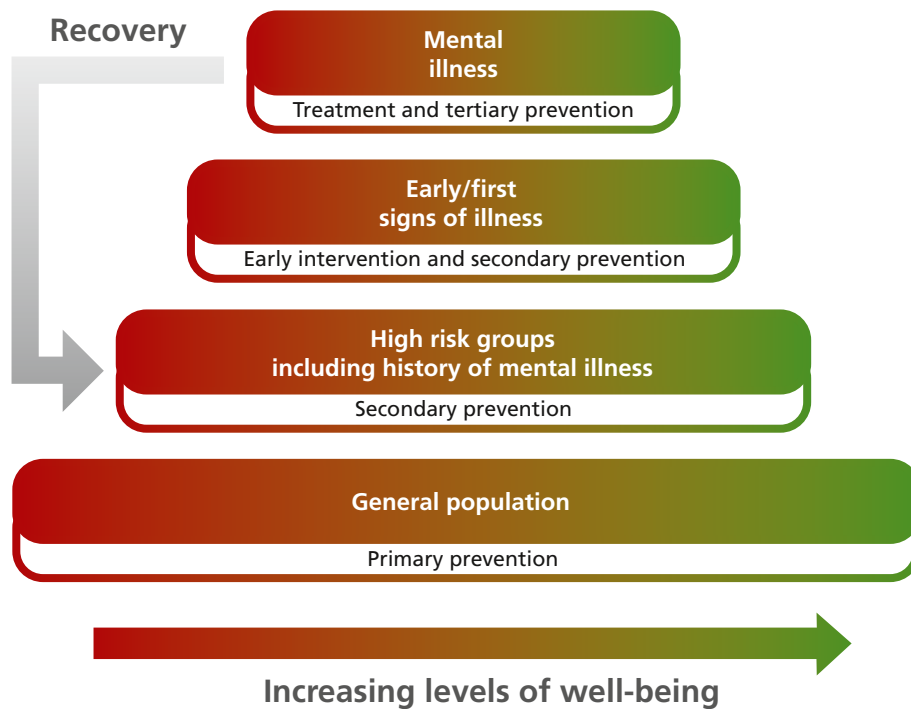 Recovery
Mental
illness
Treatment and tertiary prevention
Early/first
signs of illness
Early intervention and secondary prevention
High risk groups
including history of mental illness
Secondary prevention
General population
Primary prevention
Increasing levels of well-being